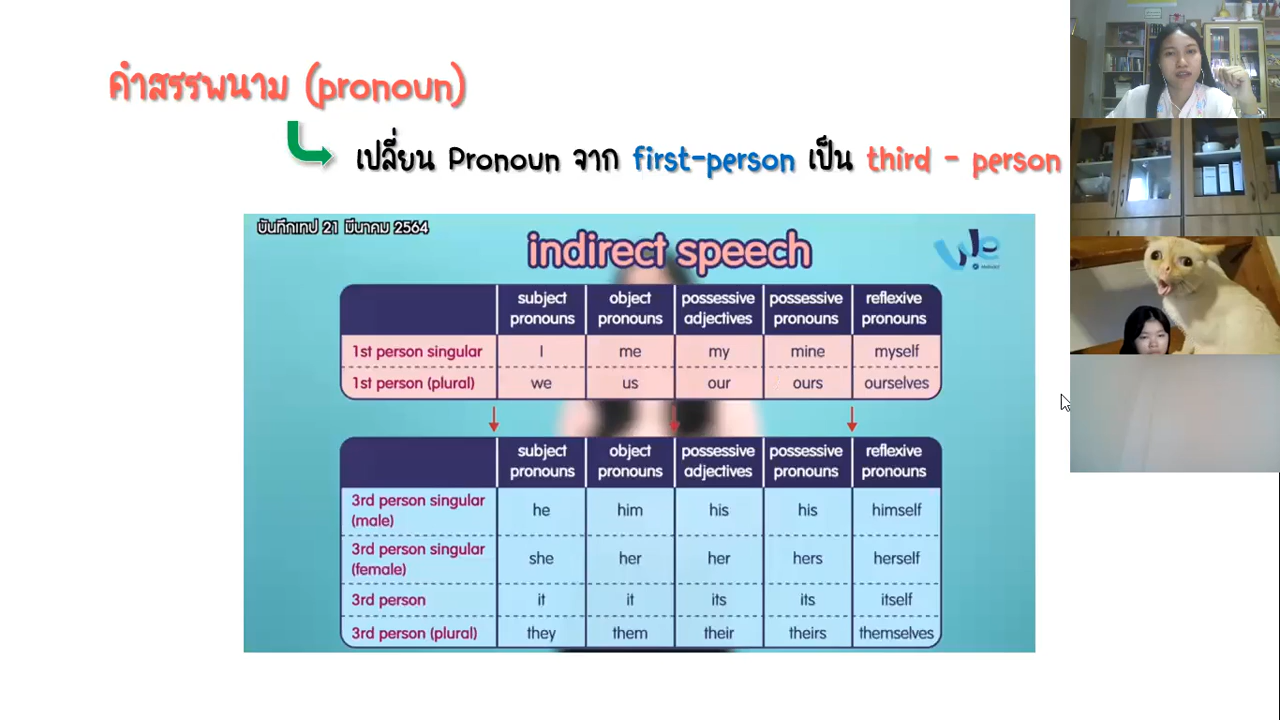 คำสรรพนาม (pronoun)
เปลี่ยน Pronoun จาก first-person เป็น third - person
บันทึกเทป 21 มีนาคม 2564
indirect speech
We
subject pronouns object pronouns possessive adjectives possessive pronouns reflexive pronouns
1st person singular I me my mine myself
1st person (plural) we us our ours ourselves
subject pronouns object pronouns possessive adjectives possessive pronouns reflexive pronouns
3rd person singular (male) he him his his himself
3rd person singular (female) she her her hers herself
3rd person it it its its itself
3rd person (plural) they them their theirs themselves